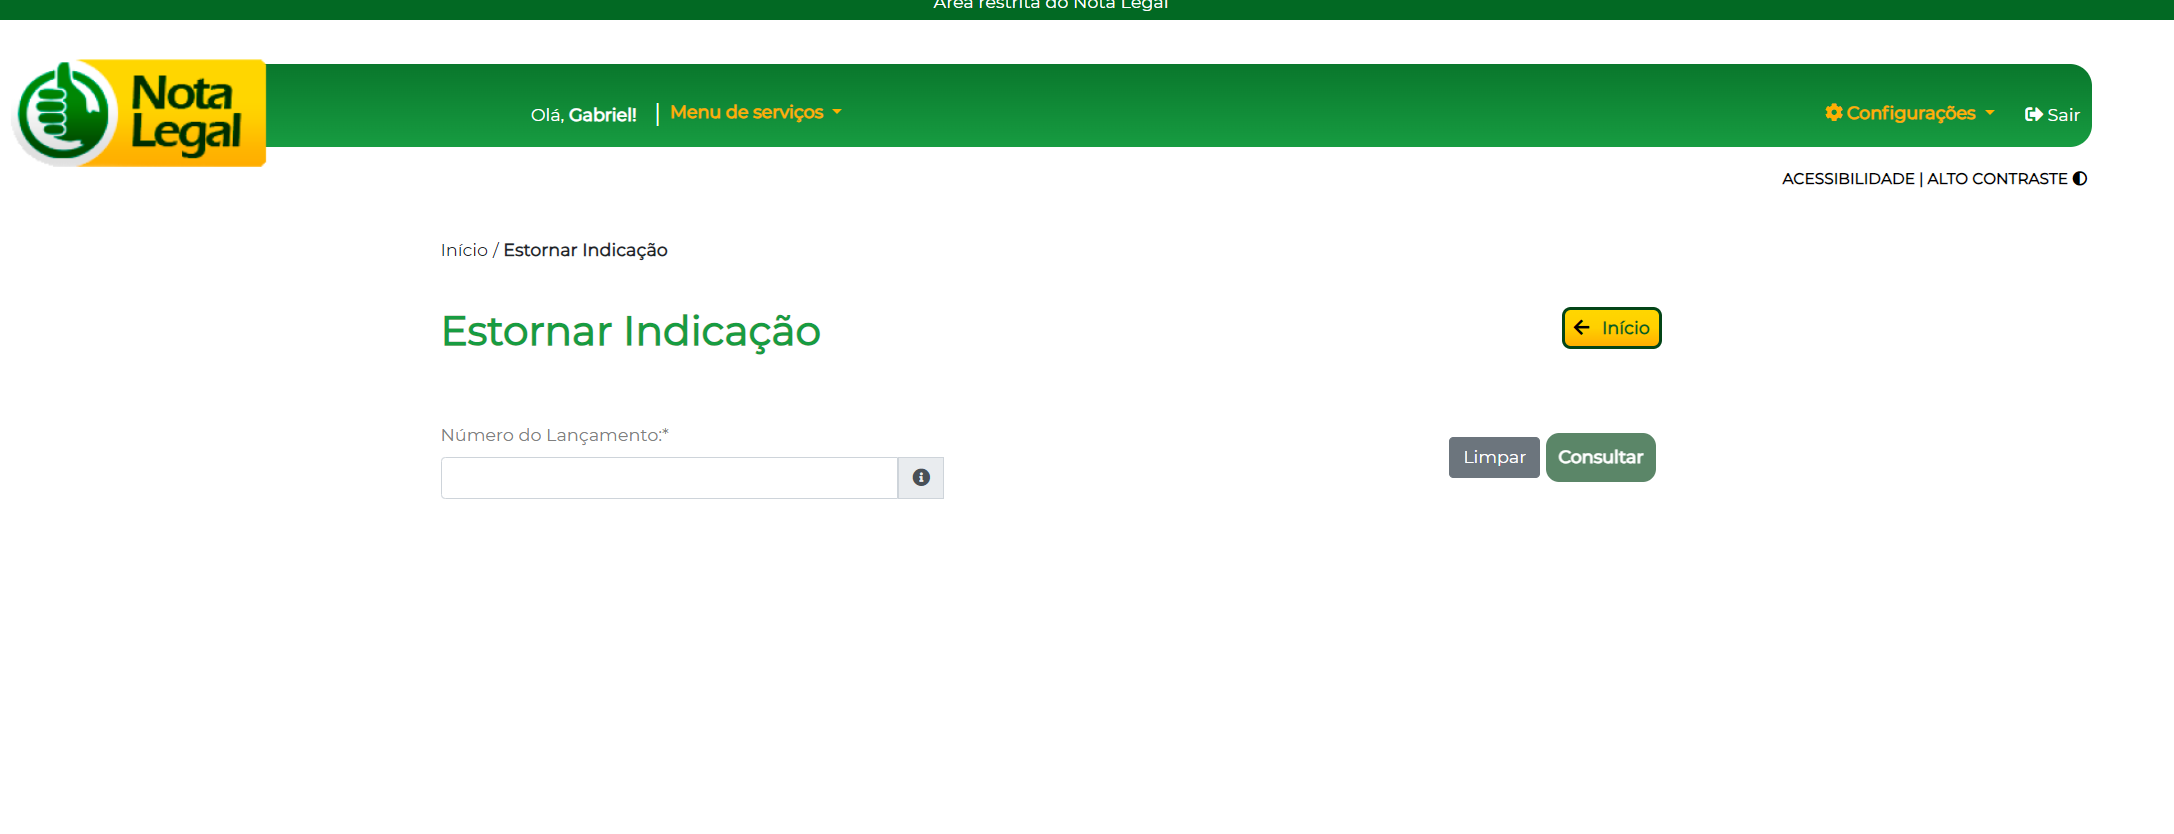 Área restrita do Nota Legal
Nota
Legal
Olá, Gabriel!
Menu de serviços
Configurações
Sair
ACESSIBILIDADE | ALTO CONTRASTE
Início / Estornar Indicação
Estornar Indicação
Início
Número do Lançamento:*
Limpar
Consultar